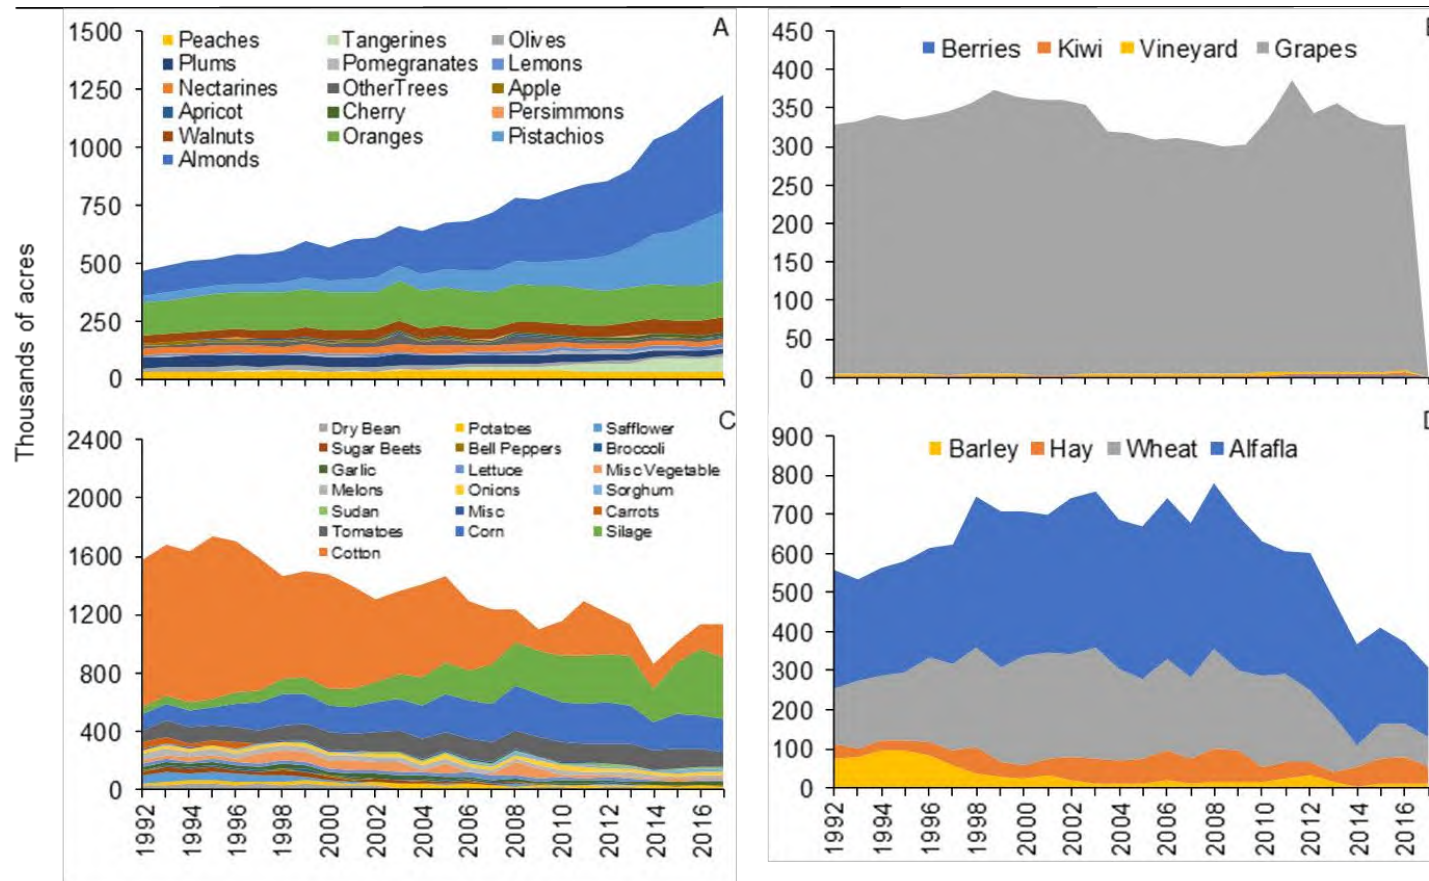 Thousands of acres
A
1500
1250
1000
750
500
250
0
Peaches Tangerines Olives
Plums Pomegranates Lemons
Nectarines OtherTrees Apple
Apricot Cherry Persimmons
Walnuts Oranges Pistachios
Almonds
450
400
350
300
250
200
150
100
50
0
Berries Kiwi Vineyard Grapes
C
2400
2000
1600
1200
800
400
0
Dry Bean Potatoes Safflower
Sugar Beets Bell Peppers Broccoli
Garlic Lettuce Misc Vegetable
Melons Onions Sorghum
Sudan Misc Carrots
Tomatoes Corn Silage
Cotton
1992 1994 1996 1998 2000 2002 2004 2006 2008 2010 2012 2014 2016
900
800
700
600
500
400
300
200
100
0
Barley Hay Wheat Alfafla
1992 1994 1996 1998 2000 2002 2004 2006 2008 2010 2012 2014 2016